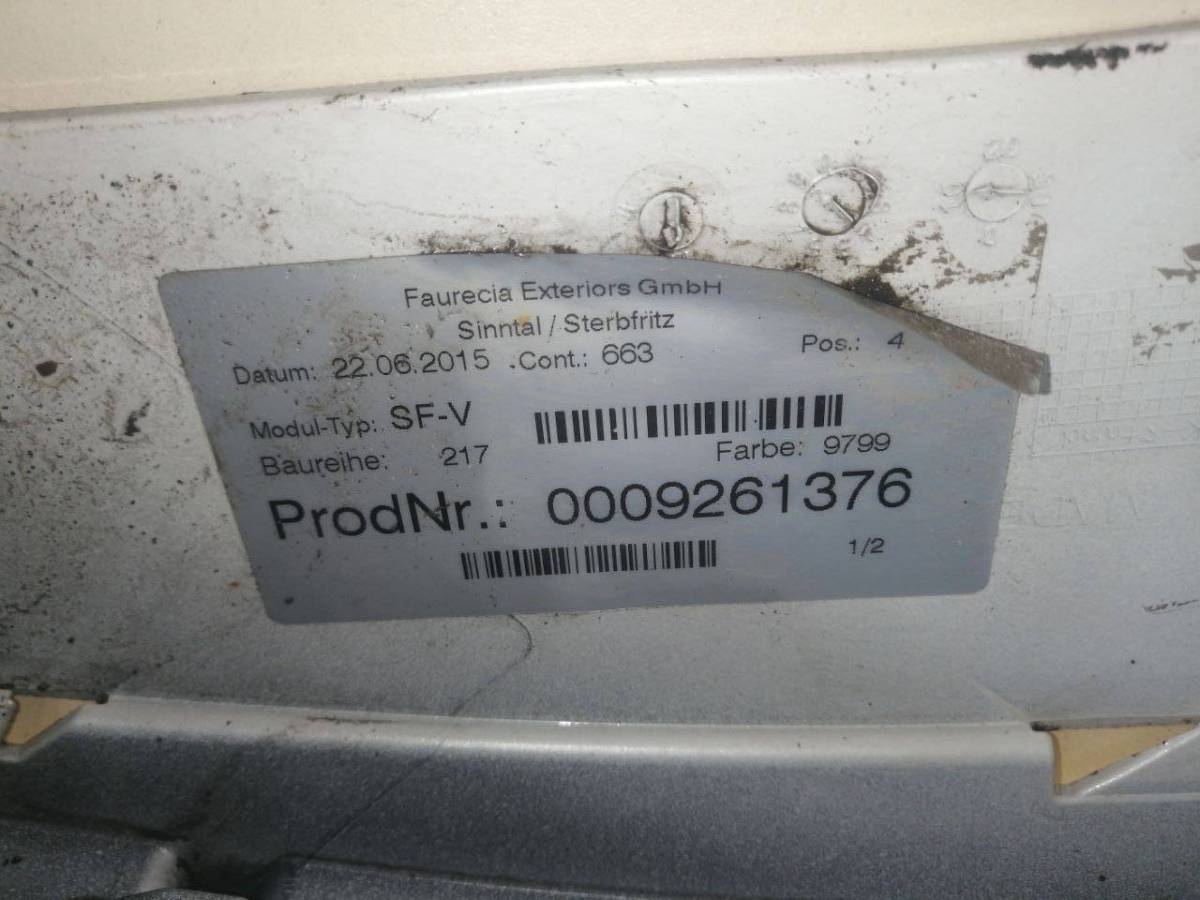 Faurecia Exteriors GmbH
Sinntal / Sterbfritz
Datum: 22.06.2015 .Cont.: 663 Pos.: 4
Modul-Typ: SF-V
Baureihe: 217 Farbe: 9799
ProdNr.: 0009261376
1/2